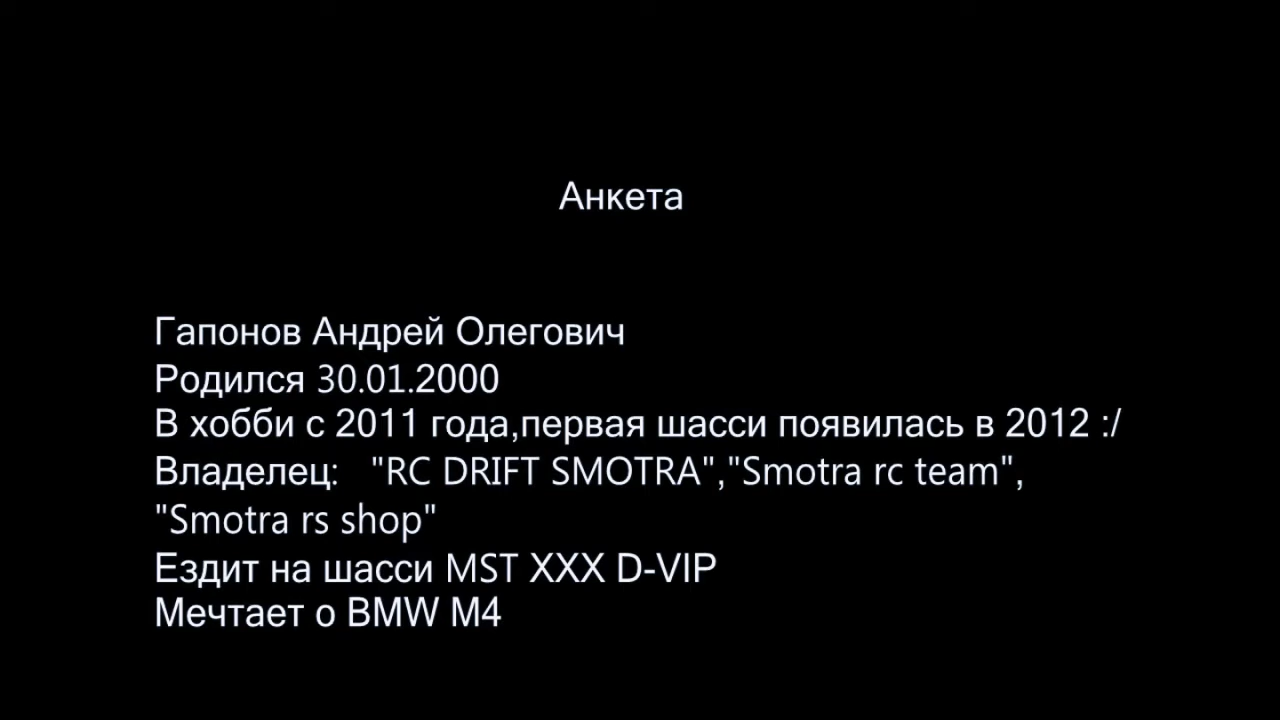 Анкета
Гапонов Андрей Олегович
Родился 30.01.2000
В хобби с 2011 года,первая шасси появилась в 2012 :/
Владелец: "RC DRIFT SMOTRA","Smotra rc team",
"Smotra rs shop"
Ездит на шасси MST XXX D-VIP
Мечтает о BMW M4